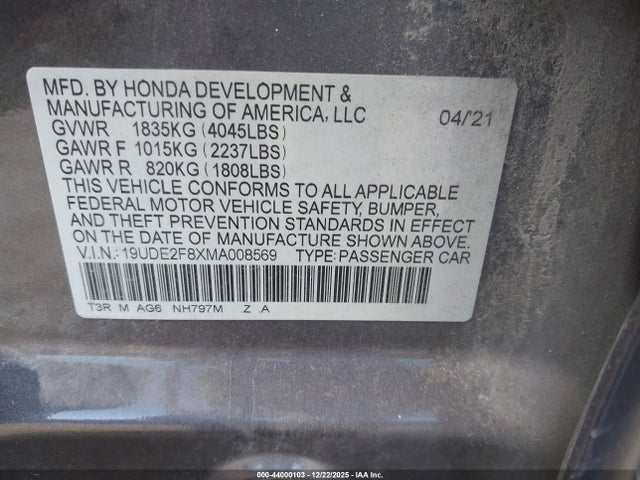 MFD. BY HONDA DEVELOPMENT &
MANUFACTURING OF AMERICA, LLC 04/'21
GVWR 1835KG (4045LBS)
GAWR F 1015KG (2237LBS)
GAWR R 820KG (1808LBS)
THIS VEHICLE CONFORMS TO ALL APPLICABLE
FEDERAL MOTOR VEHICLE SAFETY, BUMPER,
AND THEFT PREVENTION STANDARDS IN EFFECT
ON THE DATE OF MANUFACTURE SHOWN ABOVE.
V.I.N.: 19UDE2F8XMA008569 TYPE: PASSENGER CAR
T3R M AG6 NH797M .Z .A
000-44000103 • 12/22/2025 • IAA Inc.